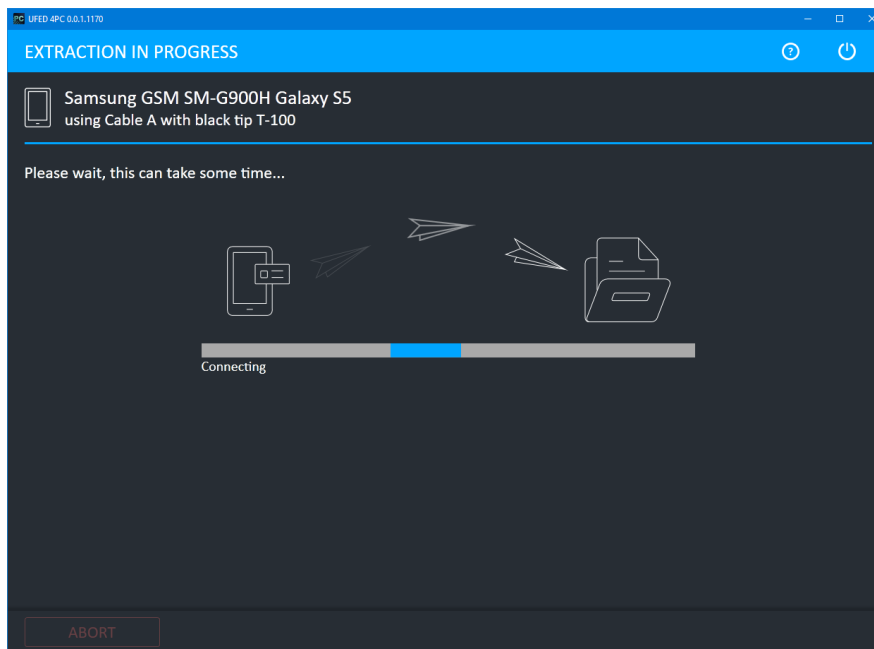 PC UFED 4PC 0.0.1.1170
EXTRACTION IN PROGRESS
Samsung GSM SM-G900H Galaxy S5
using Cable A with black tip T-100
Please wait, this can take some time...
Connecting
ABORT